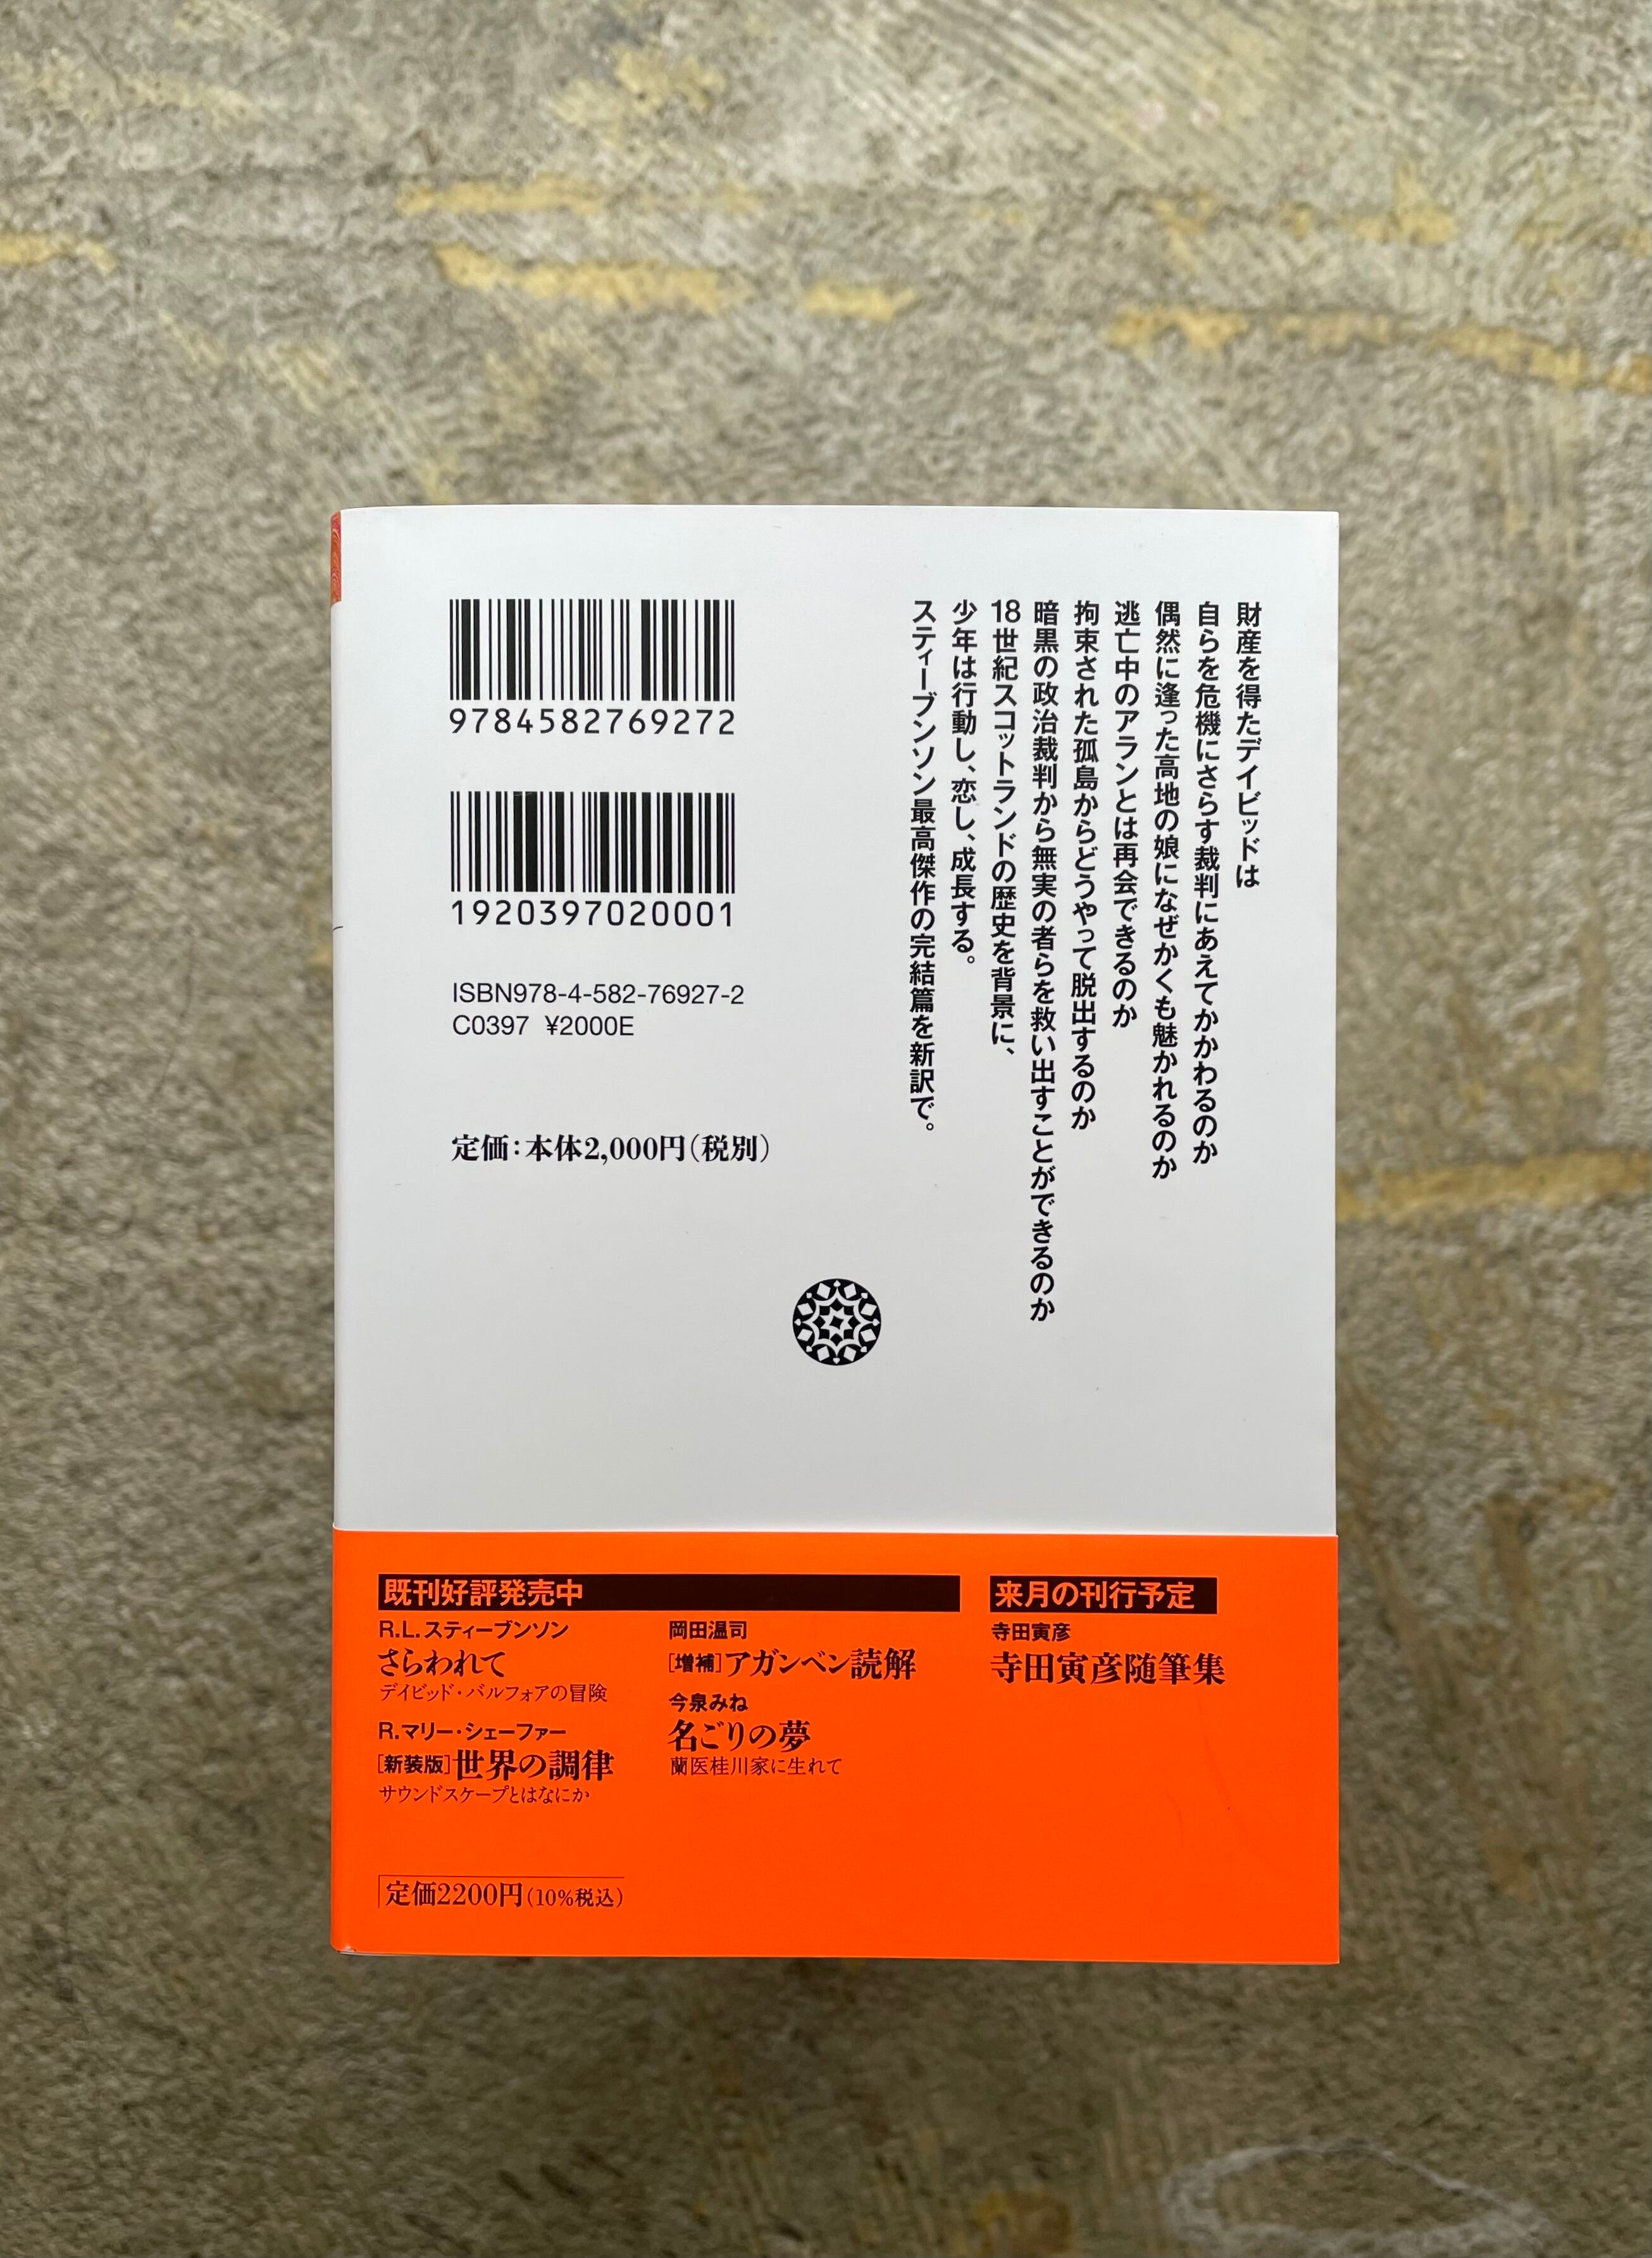 財産を得たデイビッドは
自らを危機にさらす裁判にあえてかかわるのか
偶然に逢った高地の娘になぜかくも魅かれるのか
逃亡中のアランとは再会できるのか
拘束された孤島からどうやって脱出するのか
暗黒の政治裁判から無実の者らを救い出すことができるのか
18世紀スコットランドの歴史を背景に、
少年は行動し、恋し、成長する。
スティーブンソン最高傑作の完結篇を新訳で。
9784582769272
1920397020001
ISBN978-4-582-76927-2
C0397 ¥2000E
定価：本体2,000円（税別）
既刊好評発売中
R.L.スティーブンソン
さらわれて
デイビッド・バルフォアの冒険
R.マリー・シェーファー
［新装版］世界の調律
サウンドスケープとはなにか
岡田温司
［増補］アガンベン読解
今泉みね
名ごりの夢
蘭医桂川家に生れて
来月の刊行予定
寺田寅彦
寺田寅彦随筆集
定価2200円（10%税込）